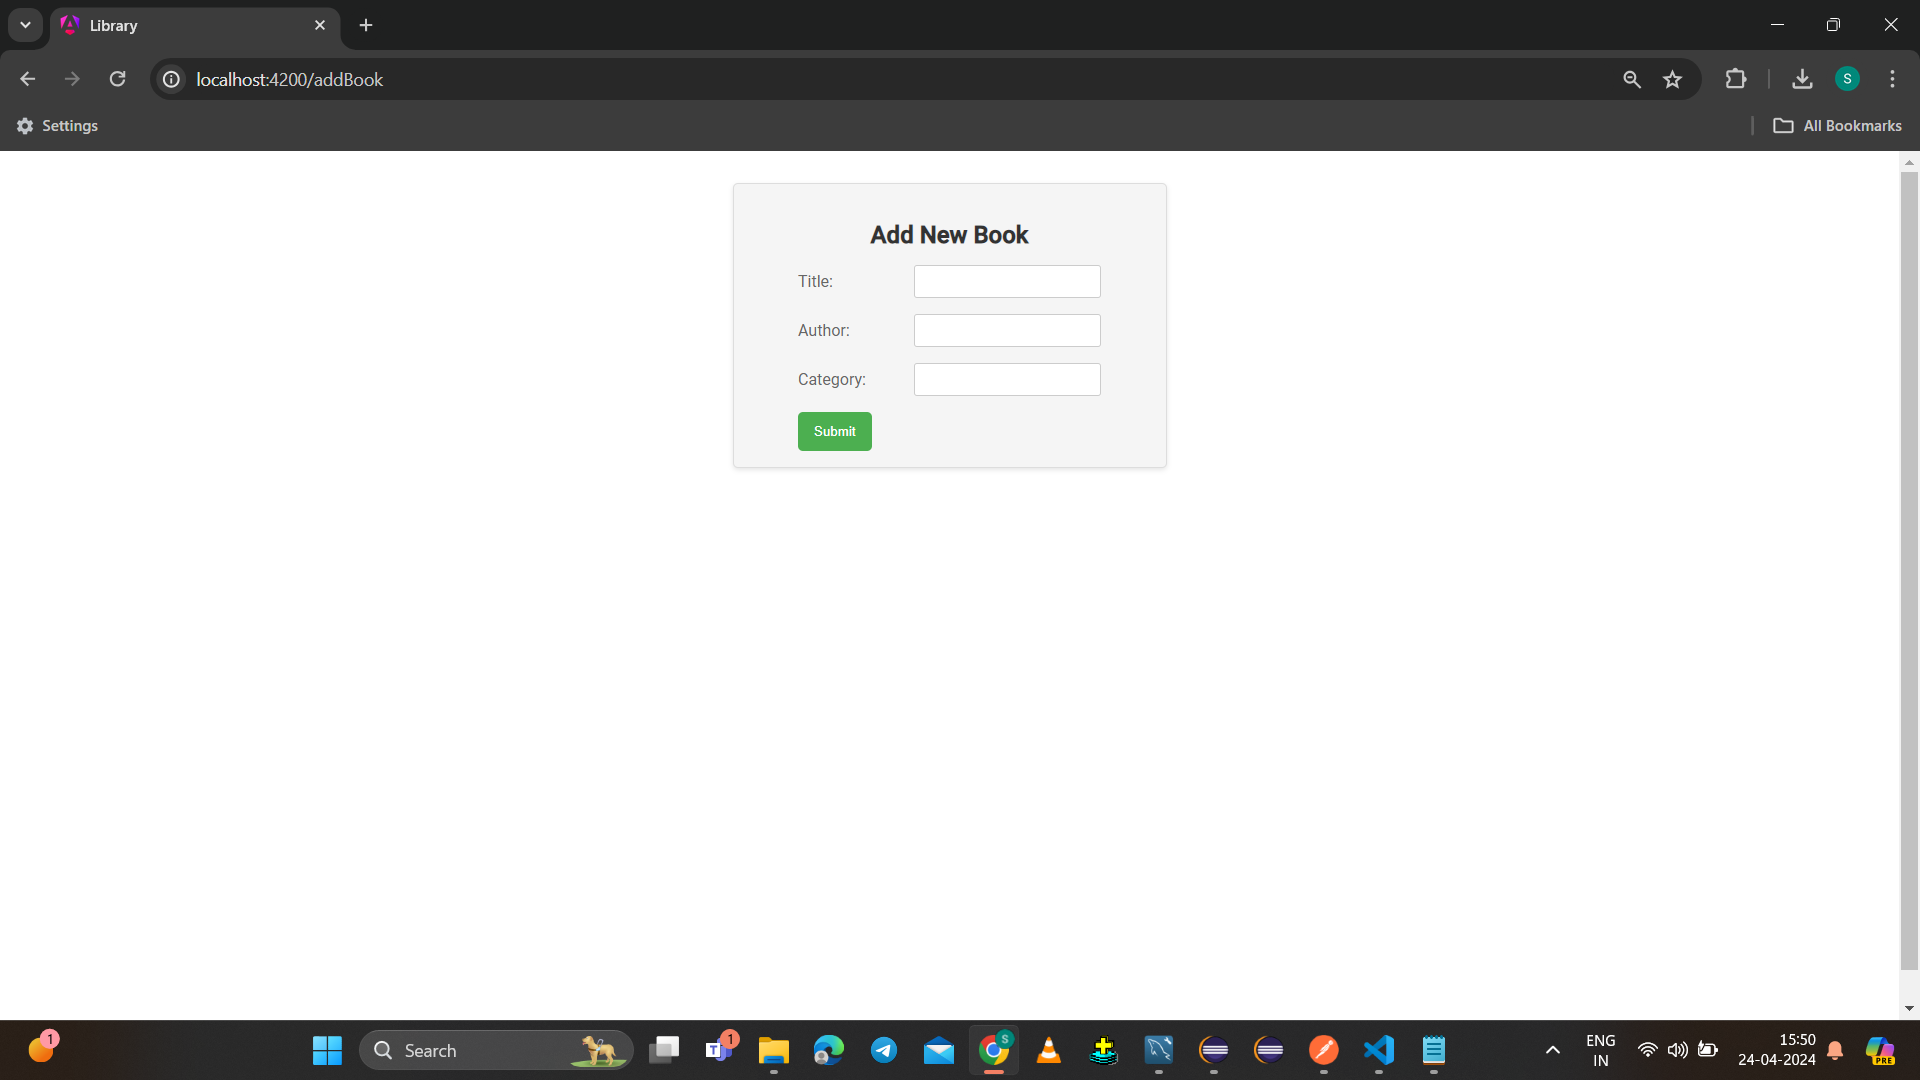 Library
localhost:4200/addBook
S
Settings
All Bookmarks
Add New Book
Title:
Author:
Category:
Submit
1
Search
T
1
S
ENG
IN
15:50
24-04-2024
PRE